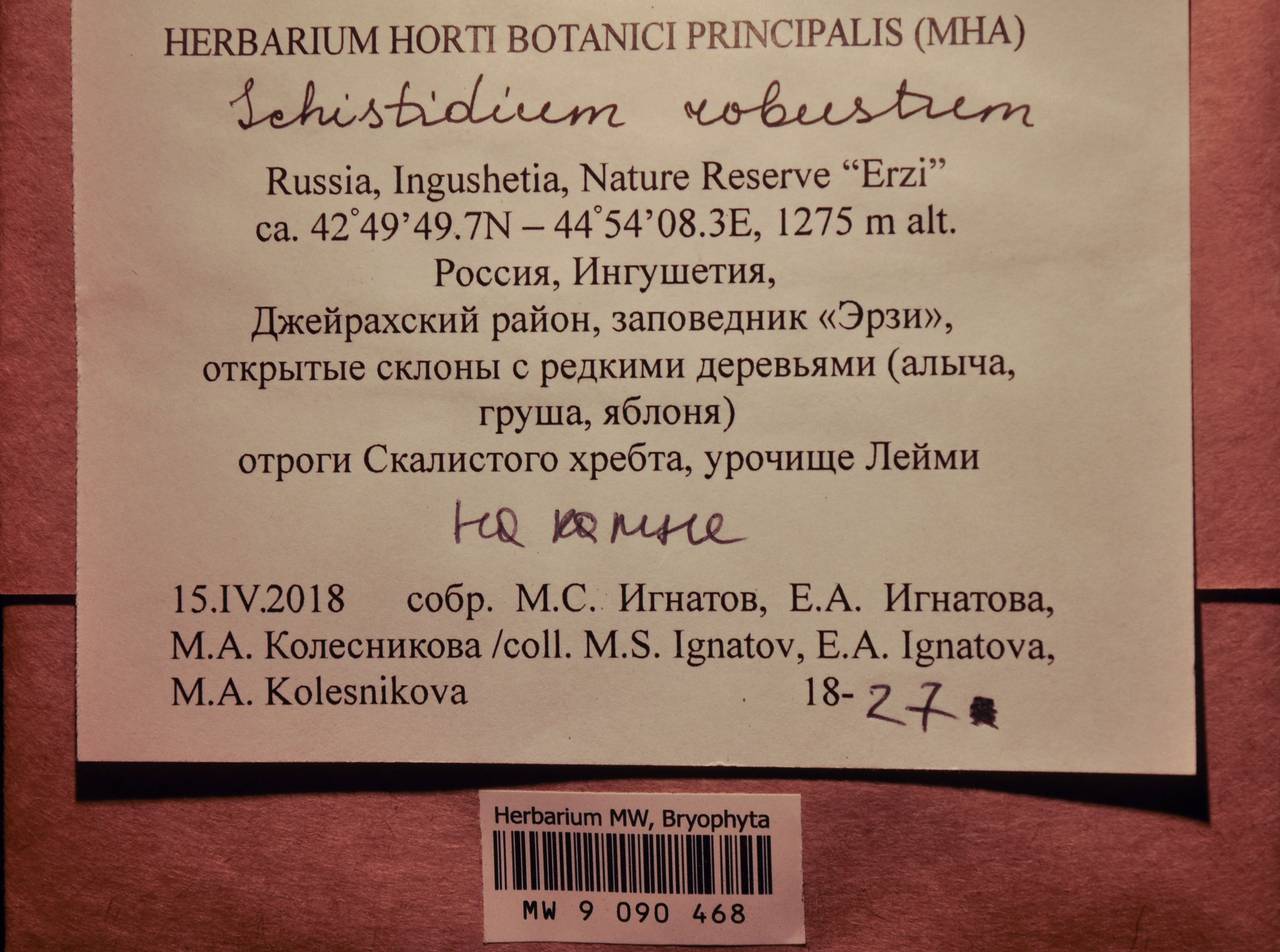 HERBARIUM HORTI BOTANICI PRINCIPALIS (MHA)
Schistidium robustum
Russia, Ingushetia, Nature Reserve “Erzi”
ca. 42°49’49.7N – 44°54’08.3E, 1275 m alt.
Россия, Ингушетия,
Джейрахский район, заповедник «Эрзи»,
открытые склоны с редкими деревьями (алыча,
груша, яблоня)
отроги Скалистого хребта, урочище Лейми
на камне
15.IV.2018 собр. М.С. Игнатов, Е.А. Игнатова,
М.А. Колесникова /coll. M.S. Ignatov, E.A. Ignatova,
M.A. Kolesnikova 18-27
Herbarium MW, Bryophyta
MW 9 090 468